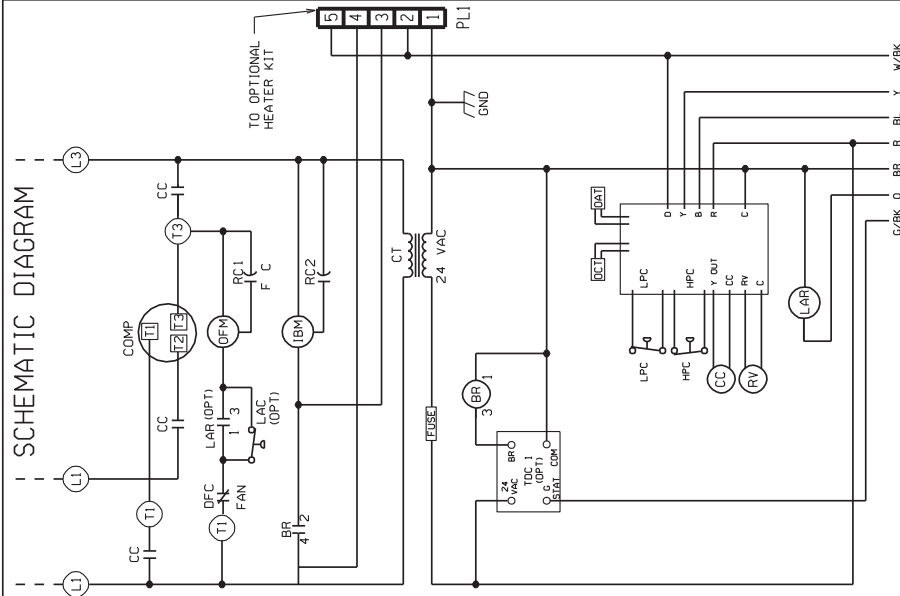 SCHEMATIC DIAGRAM
TO OPTIONAL
HEATER KIT
5 4 3 2 1
PL1
GND
L3
L1
L1
CC
T3
COMP
T1
T3
T2
CC
T1
CC
OFM
RC1
F C
IBM
RC2
LAR (OPT)
1 3
LAC
(OPT)
DFC
FAN
T1
BR
4 2
CT
24 VAC
FUSE
BR
3 1
24
VAC
BR
TDC 1
(OPT)
G
STAT
COM
OAT
OCT
LPC
HPC
Y OUT
CC
RV
C
D
Y
B
R
C
LPC
HPC
CC
RV
LAR
W/BK
Y
BL
R
BR
O
G/BK